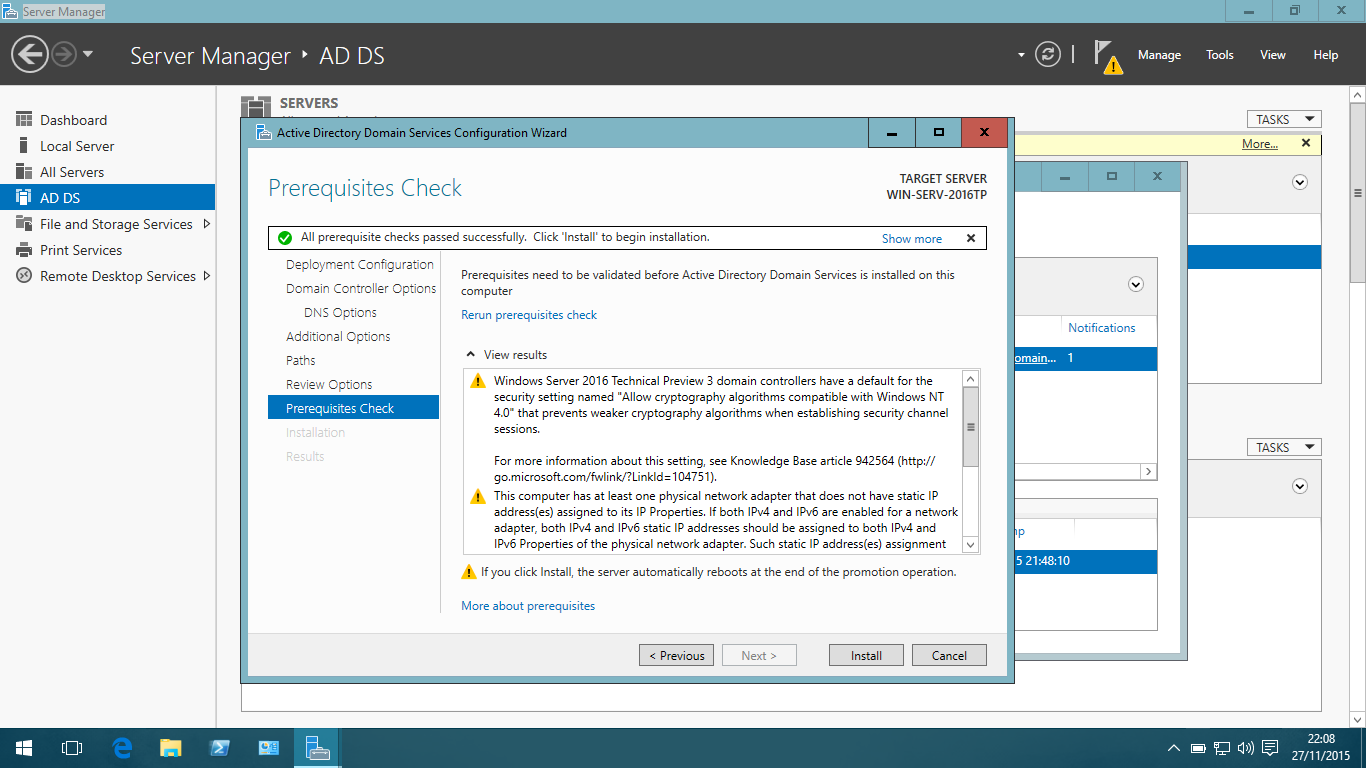 Server Manager
Server Manager ‣ AD DS
Manage
Tools
View
Help
Dashboard
Local Server
All Servers
AD DS
File and Storage Services
Print Services
Remote Desktop Services
SERVERS
TASKS
More...
Active Directory Domain Services Configuration Wizard
Prerequisites Check
TARGET SERVER
WIN-SERV-2016TP
All prerequisite checks passed successfully. Click 'Install' to begin installation.
Show more
Deployment Configuration
Domain Controller Options
DNS Options
Additional Options
Paths
Review Options
Prerequisites Check
Installation
Results
Prerequisites need to be validated before Active Directory Domain Services is installed on this
computer
Rerun prerequisites check
View results
Windows Server 2016 Technical Preview 3 domain controllers have a default for the
security setting named "Allow cryptography algorithms compatible with Windows NT
4.0" that prevents weaker cryptography algorithms when establishing security channel
sessions.
For more information about this setting, see Knowledge Base article 942564 (http://
go.microsoft.com/fwlink/?LinkId=104751).
This computer has at least one physical network adapter that does not have static IP
address(es) assigned to its IP Properties. If both IPv4 and IPv6 are enabled for a network
adapter, both IPv4 and IPv6 static IP addresses should be assigned to both IPv4 and
IPv6 Properties of the physical network adapter. Such static IP address(es) assignment
If you click Install, the server automatically reboots at the end of the promotion operation.
More about prerequisites
< Previous
Next >
Install
Cancel
Notifications
omain... 1
TASKS
mp
5 21:48:10
22:08
27/11/2015